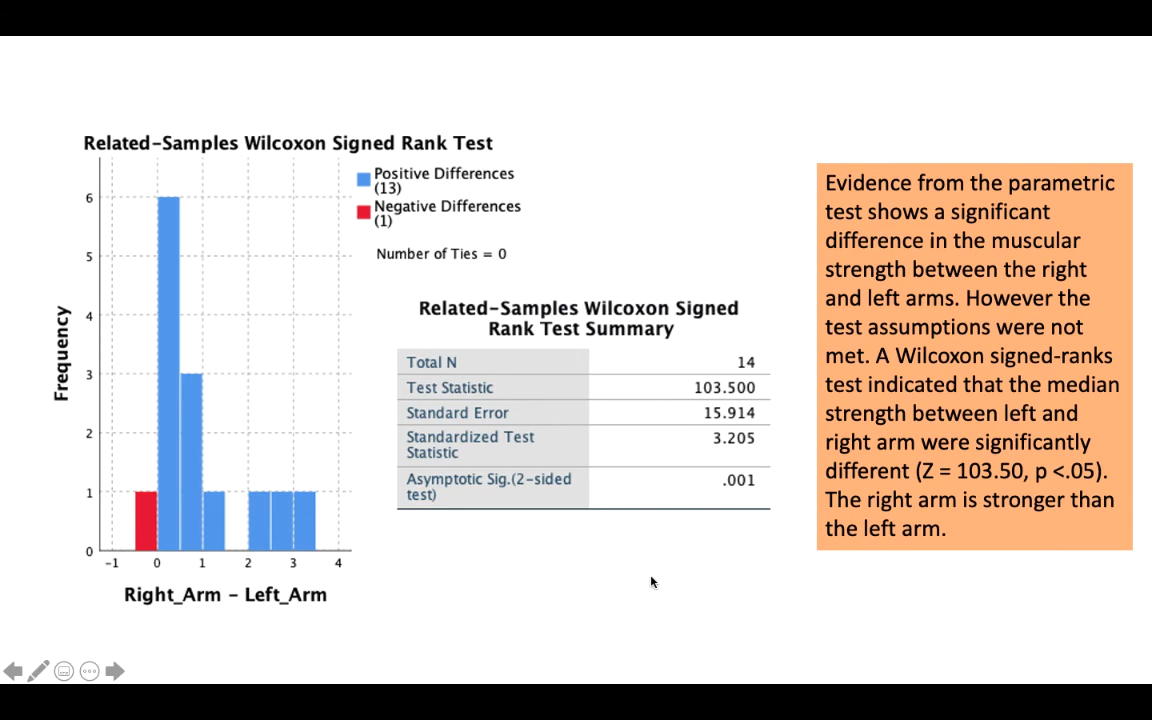 Related-Samples Wilcoxon Signed Rank Test
Positive Differences
(13)
Negative Differences
(1)
Number of Ties = 0
6
5
4
3
2
1
0
Frequency
-1 0 1 2 3 4
Right_Arm - Left_Arm
Related-Samples Wilcoxon Signed
Rank Test Summary
Total N 14
Test Statistic 103.500
Standard Error 15.914
Standardized Test 3.205
Statistic
Asymptotic Sig.(2-sided .001
test)
Evidence from the parametric
test shows a significant
difference in the muscular
strength between the right
and left arms. However the
test assumptions were not
met. A Wilcoxon signed-ranks
test indicated that the median
strength between left and
right arm were significantly
different (Z = 103.50, p <.05).
The right arm is stronger than
the left arm.